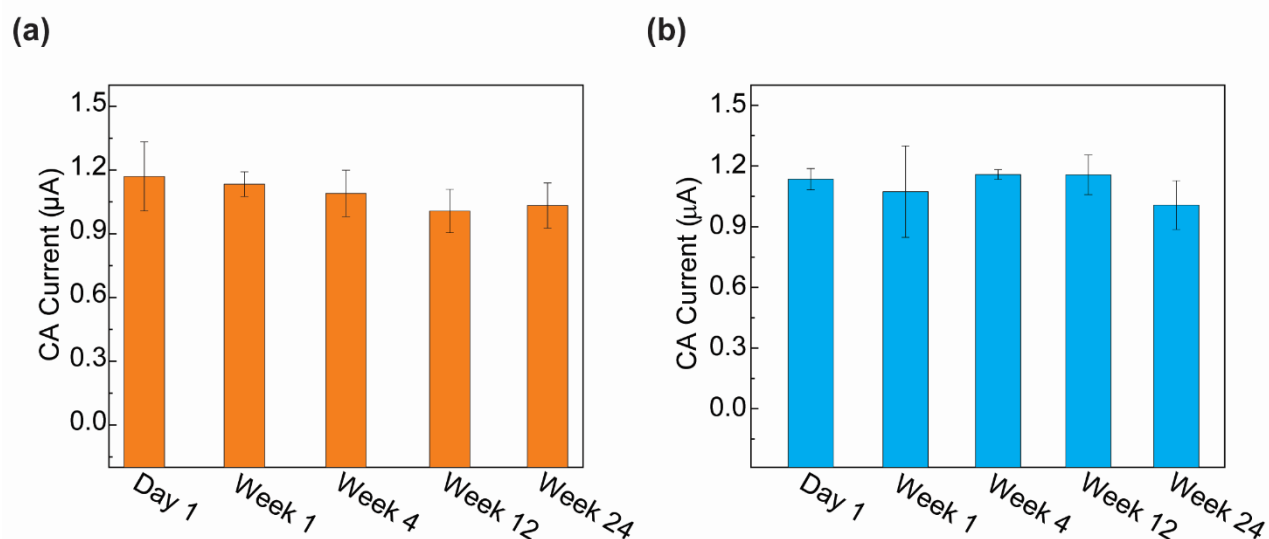 (a)
CA Current (µA)
1.5
1.2
0.9
0.6
0.3
0.0
Day 1
Week 1
Week 4
Week 12
Week 24
(b)
CA Current (µA)
1.5
1.2
0.9
0.6
0.3
0.0
Day 1
Week 1
Week 4
Week 12
Week 24